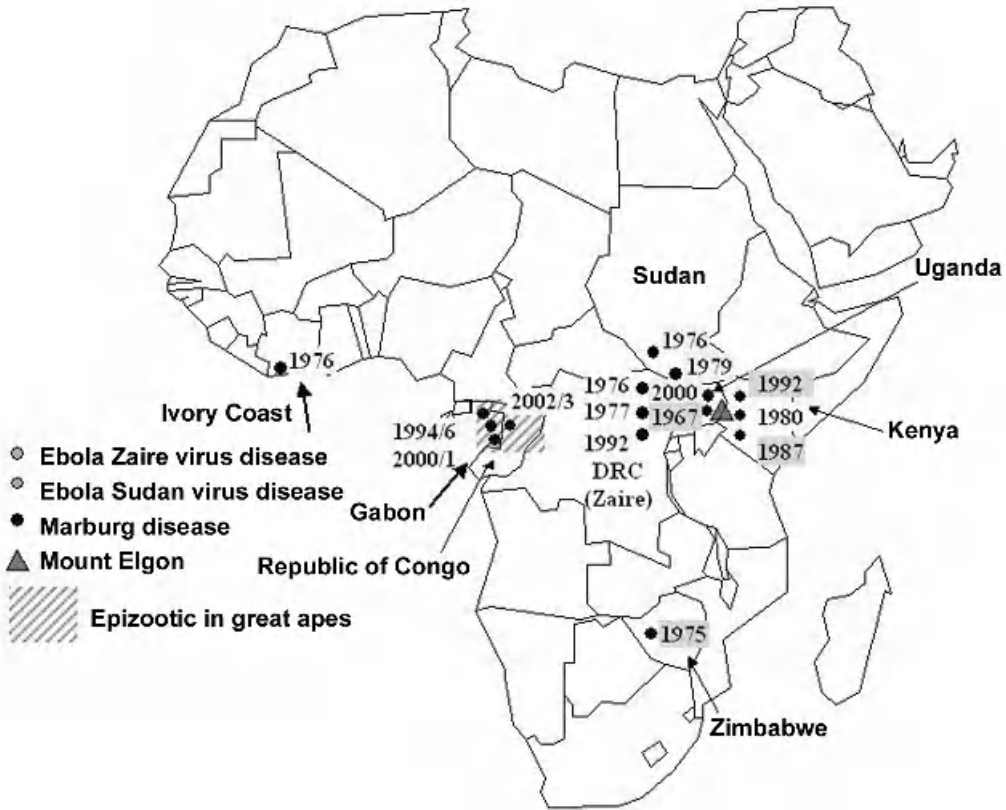 Sudan
Uganda
1976
1979
1976
1976
2000
1992
1977
1967
1980
Kenya
1992
1987
DRC
(Zaire)
Ivory Coast
2002/3
1994/6
2000/1
Gabon
Republic of Congo
Ebola Zaire virus disease
Ebola Sudan virus disease
Marburg disease
Mount Elgon
Epizootic in great apes
1975
Zimbabwe